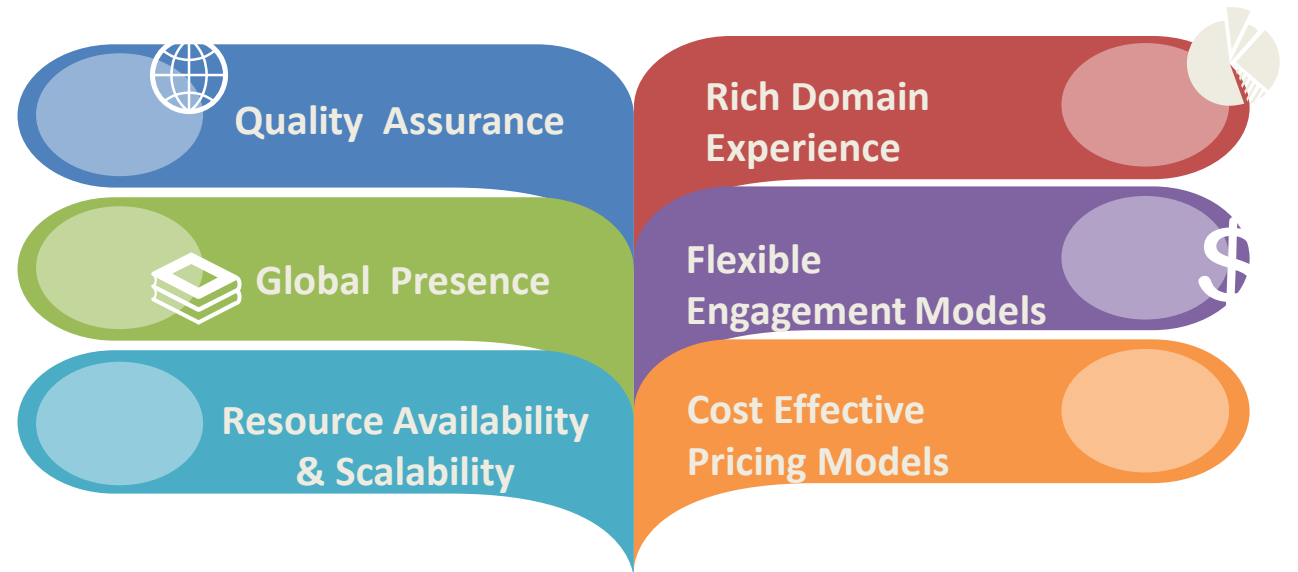 Quality  Assurance
Global  Presence
Resource Availability
& Scalability
Rich Domain
Experience
Flexible
Engagement Models
Cost Effective
Pricing Models
$